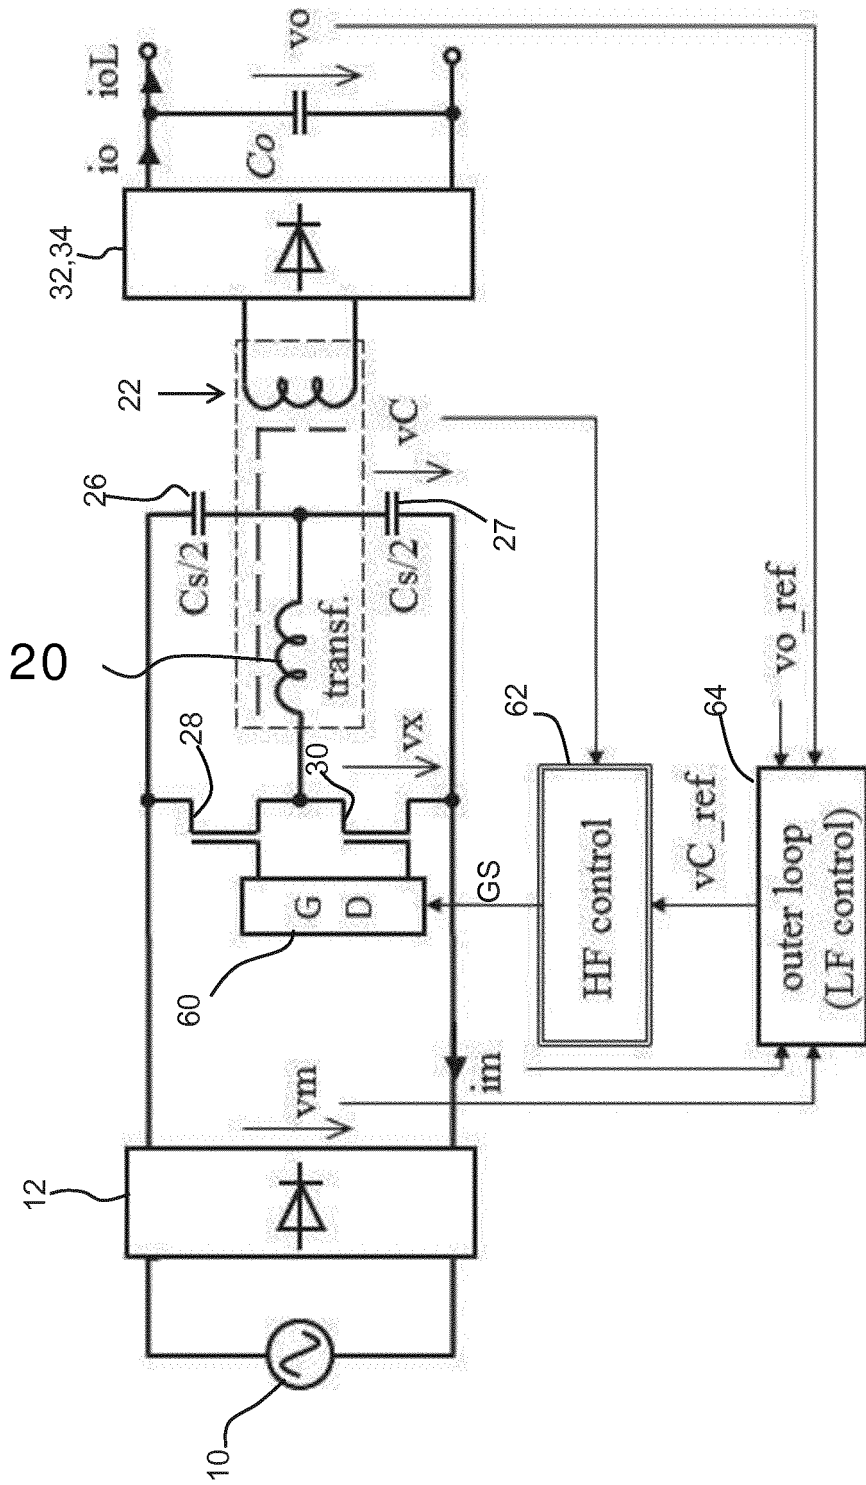 10
12
vm
im
60
G
D
GS
28
30
vx
20
transf.
Cs/2
26
Cs/2
27
vC
22
32,34
Co
io
ioL
vo
HF control
62
vC_ref
outer loop
(LF control)
64
vo_ref